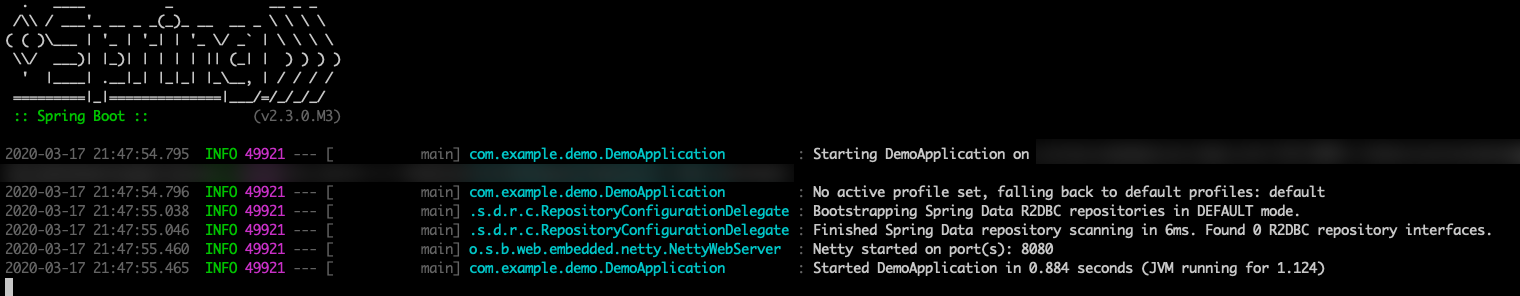 .   ____          _            __ _ _
 /\\ / ___'_ __ _ _(_)_ __  __ _ \ \ \ \
( ( )\___ | '_ | '_| | '_ \/ _` | \ \ \ \
 \\/  ___)| |_)| | | | | || (_| |  ) ) ) )
  '  |____| .__|_| |_|_| |_\__, | / / / /
 =========|_|==============|___/=/_/_/_/
 :: Spring Boot ::             (v2.3.0.M3)
2020-03-17 21:47:54.795  INFO 49921 --- [           main] com.example.demo.DemoApplication         : Starting DemoApplication on
2020-03-17 21:47:54.796  INFO 49921 --- [           main] com.example.demo.DemoApplication         : No active profile set, falling back to default profiles: default
2020-03-17 21:47:55.038  INFO 49921 --- [           main] .s.d.r.c.RepositoryConfigurationDelegate : Bootstrapping Spring Data R2DBC repositories in DEFAULT mode.
2020-03-17 21:47:55.046  INFO 49921 --- [           main] .s.d.r.c.RepositoryConfigurationDelegate : Finished Spring Data repository scanning in 6ms. Found 0 R2DBC repository interfaces.
2020-03-17 21:47:55.460  INFO 49921 --- [           main] o.s.b.web.embedded.netty.NettyWebServer  : Netty started on port(s): 8080
2020-03-17 21:47:55.465  INFO 49921 --- [           main] com.example.demo.DemoApplication         : Started DemoApplication in 0.884 seconds (JVM running for 1.124)